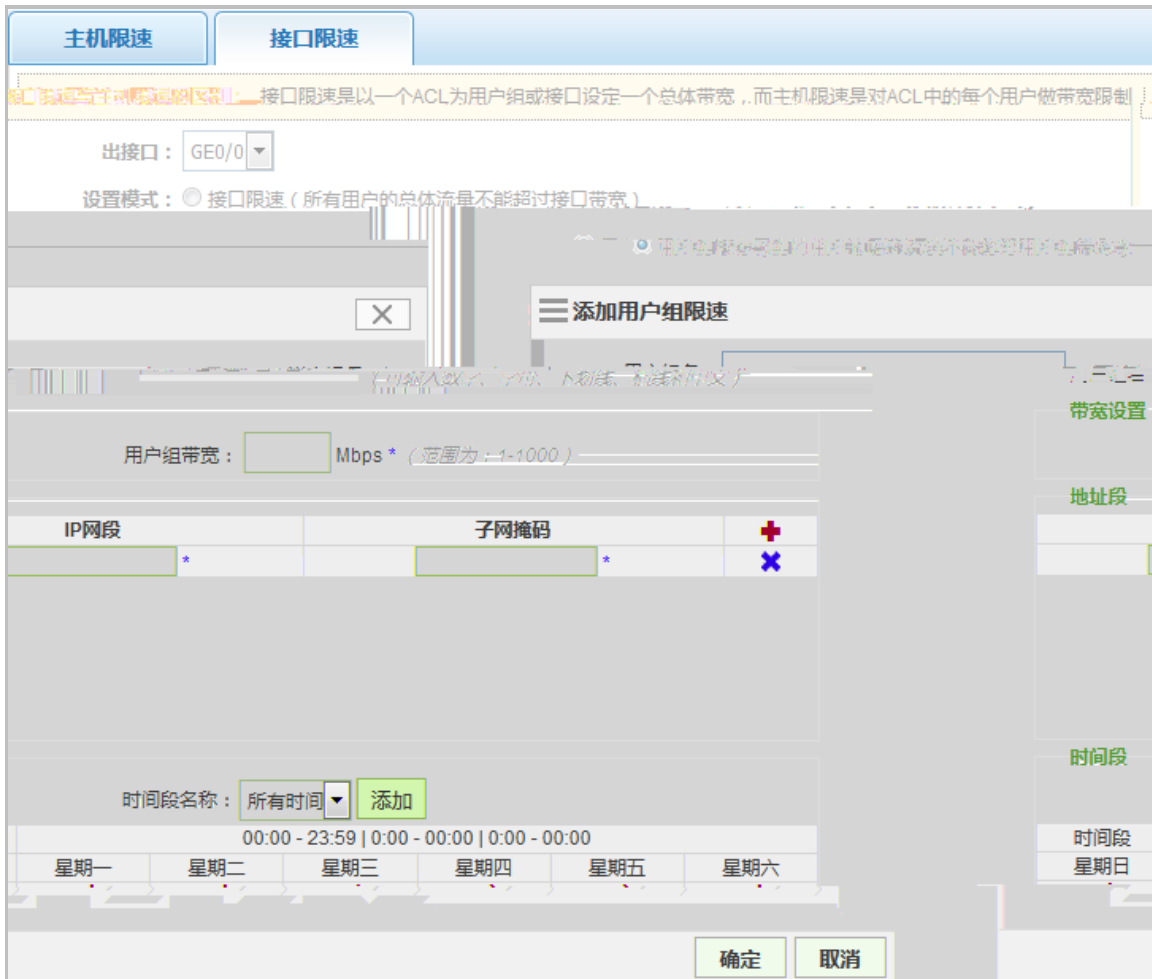 主机限速
接口限速
接口限速是以一个ACL为用户组或接口设定一个总体带宽，而主机限速是对ACL中的每个用户做带宽限制
出接口： GE0/0
设置模式： 接口限速（所有用户的总体流量不能超过接口带宽）
添加用户组限速
带宽设置
用户组带宽： Mbps * （范围为：1-1000）
地址段
IP网段 子网掩码
* *
时间段
时间段名称： 所有时间 添加
00:00 - 23:59 | 0:00 - 00:00 | 0:00 - 00:00 时间段
星期一 星期二 星期三 星期四 星期五 星期六 星期日
确定 取消